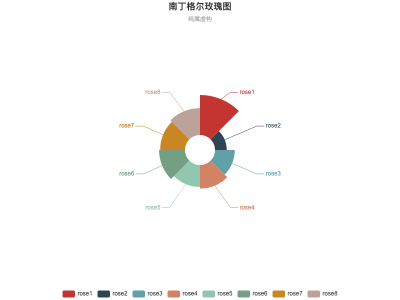 南丁格尔玫瑰图
纯属虚构
rose8 rose1
rose7 rose2
rose6 rose3
rose5 rose4
rose1 rose2 rose3 rose4 rose5 rose6 rose7 rose8